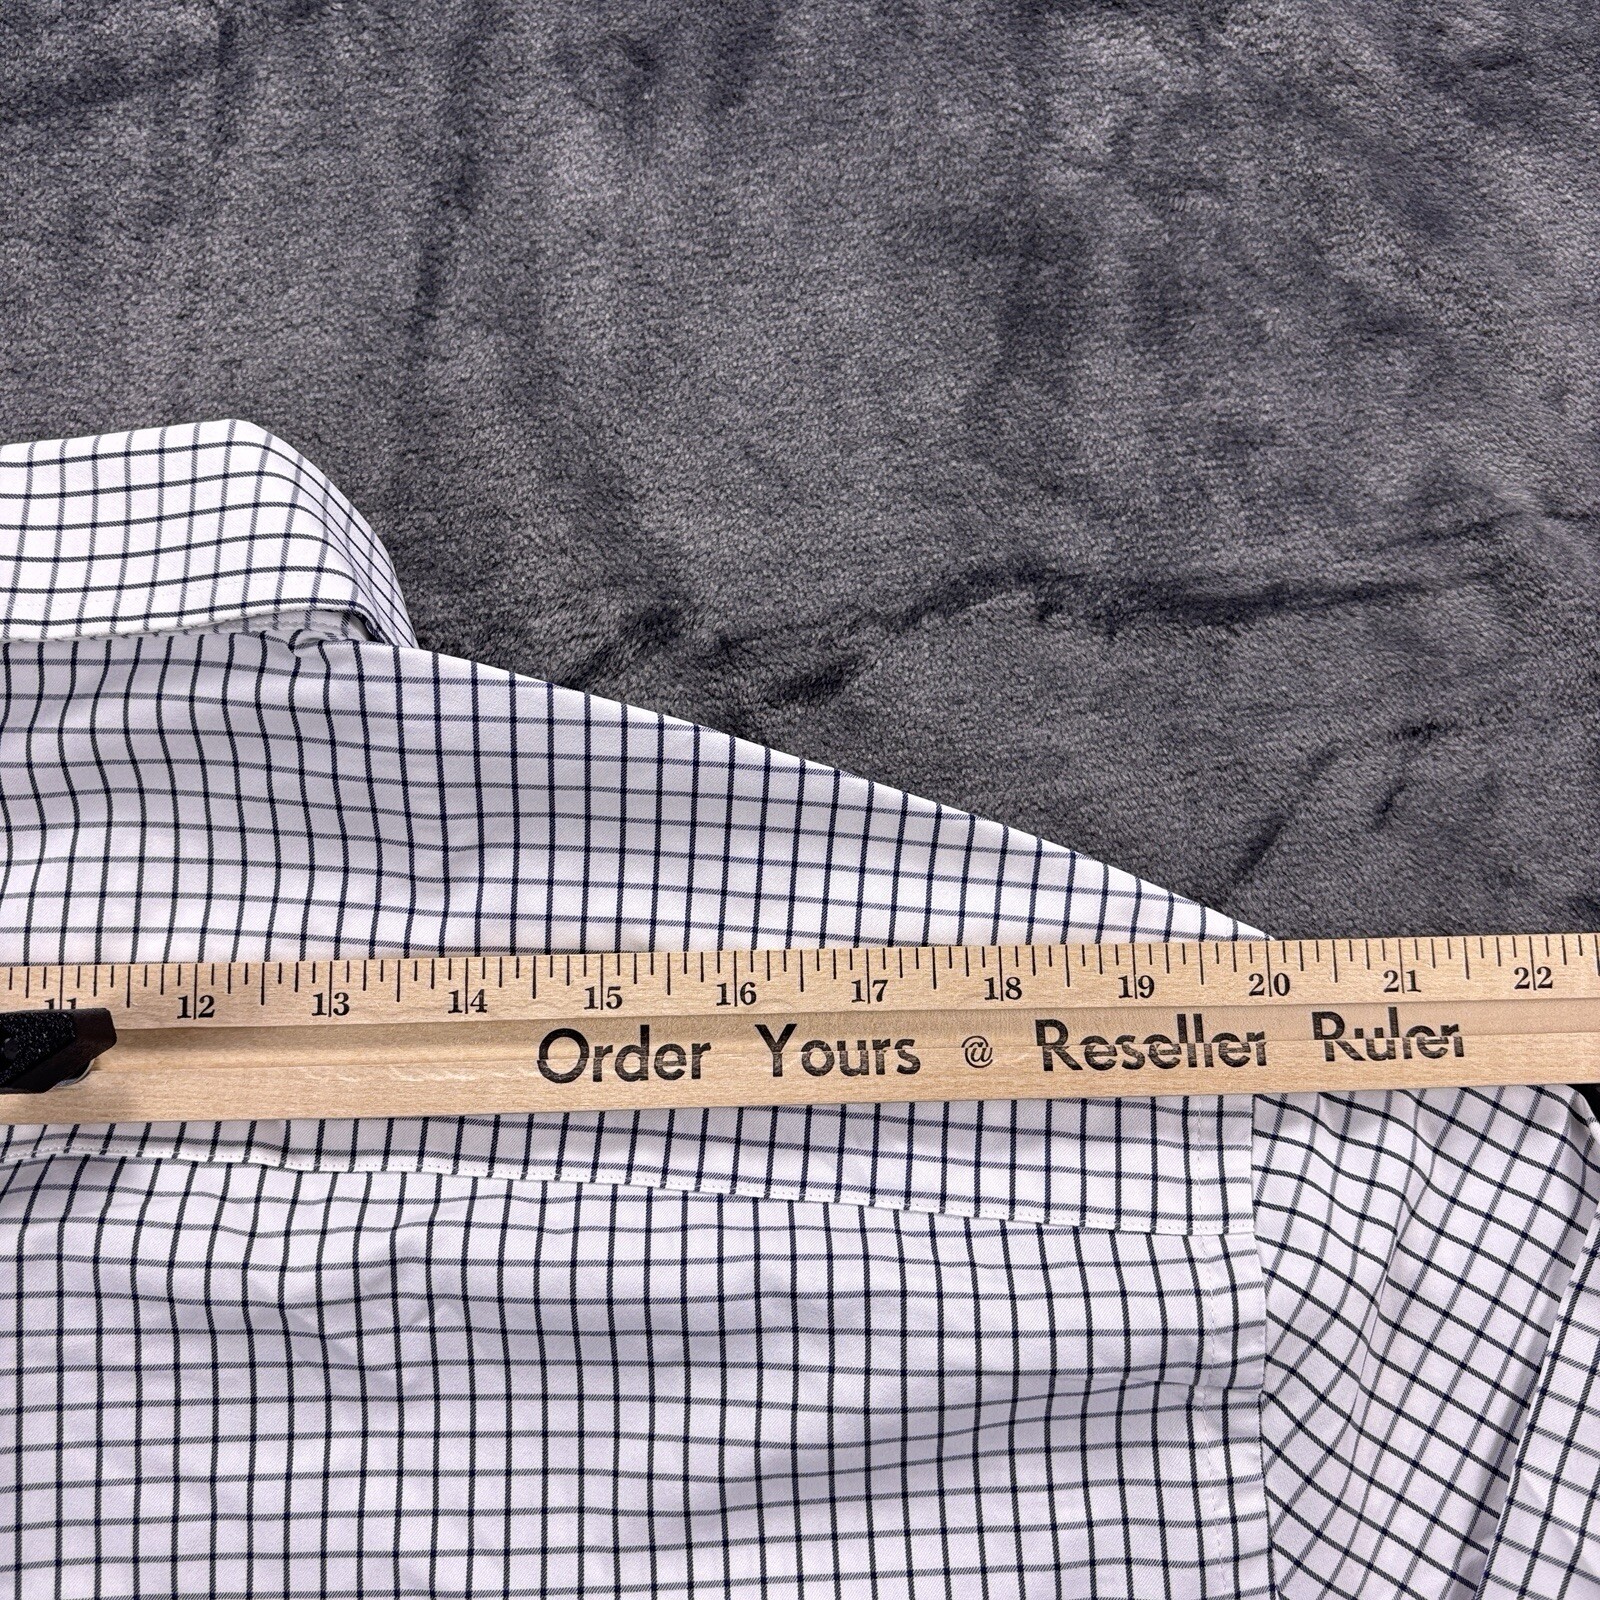 11 12 13 14 15 16 17 18 19 20 21 22
Order Yours @ Reseller Ruler